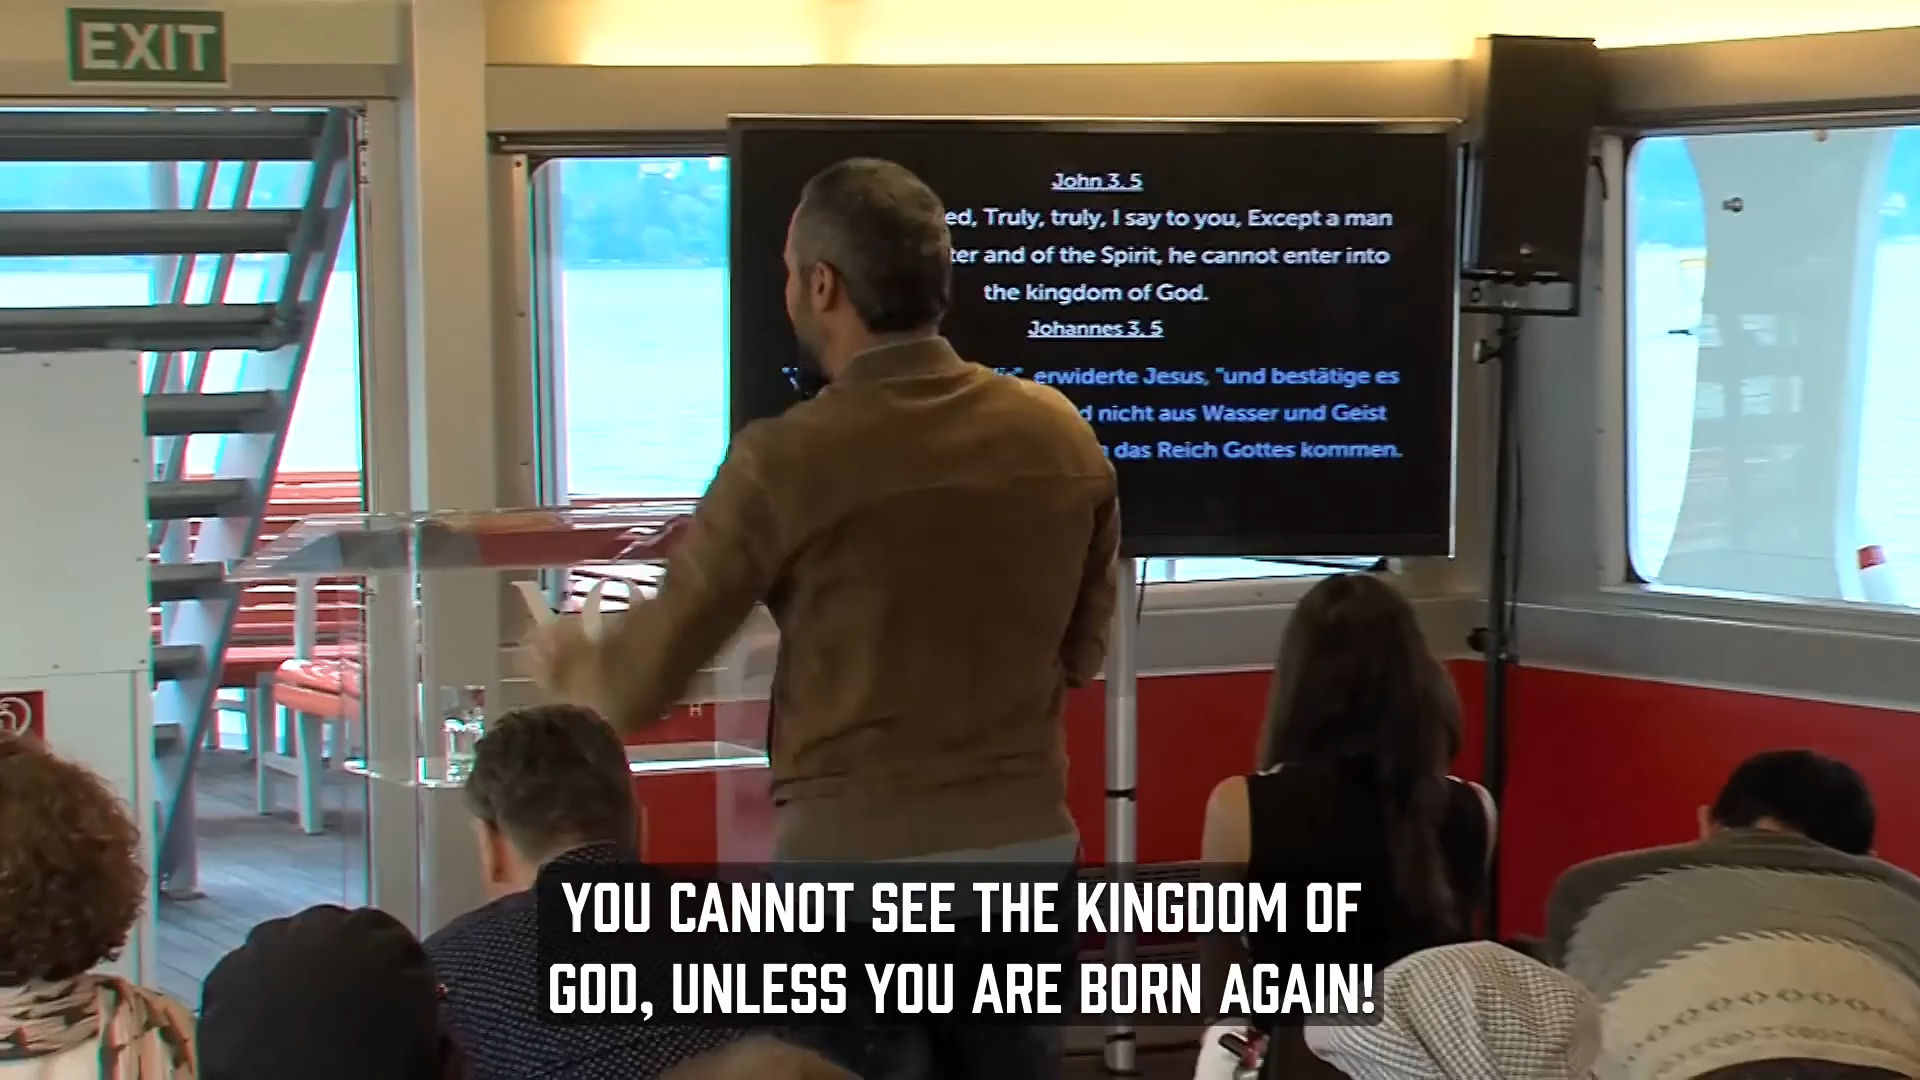 EXIT
John 3. 5
ed, Truly, truly, I say to you, Except a man
ter and of the Spirit, he cannot enter into
the kingdom of God.
Johannes 3. 5
erwiderte Jesus, "und bestätige es
nicht aus Wasser und Geist
das Reich Gottes kommen.
YOU CANNOT SEE THE KINGDOM OF
GOD, UNLESS YOU ARE BORN AGAIN!